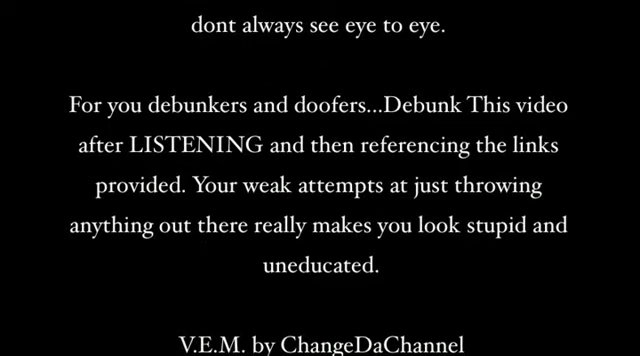 dont always see eye to eye.
For you debunkers and doofers...Debunk This video
after LISTENING and then referencing the links
provided. Your weak attempts at just throwing
anything out there really makes you look stupid and
uneducated.
V.E.M. by ChangeDaChannel